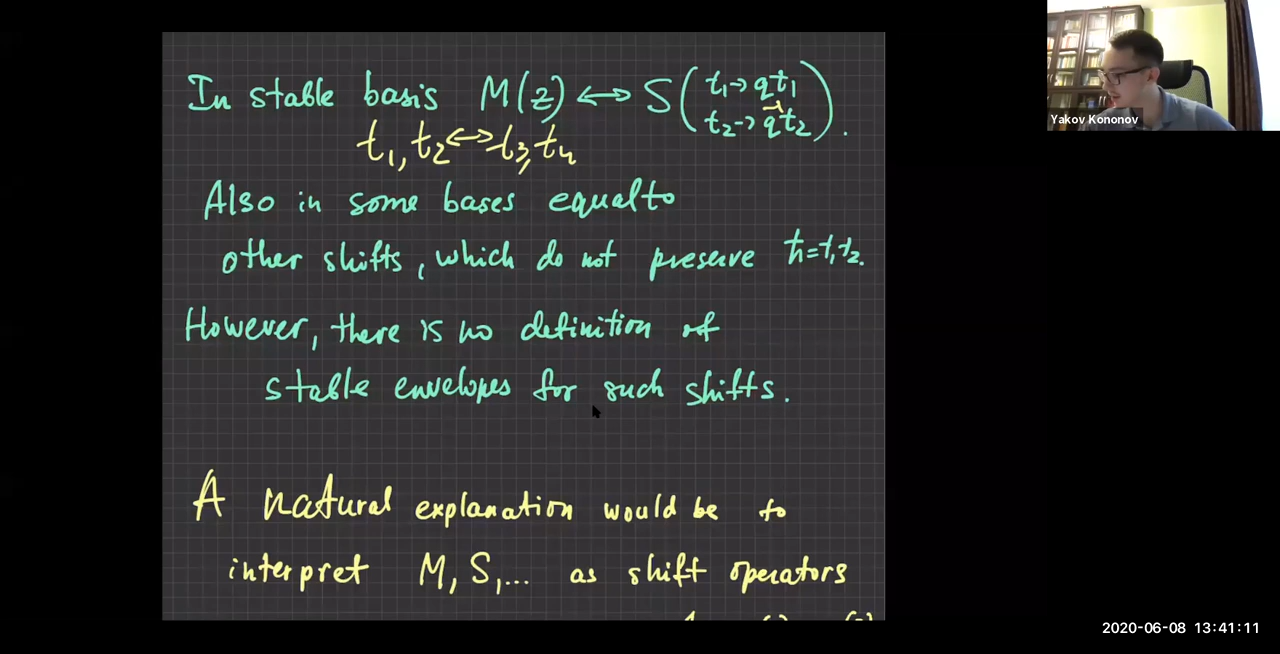 In stable basis M(z) ↔ S(t₁→qt₁
t₂→q⁻¹t₂).
t₁,t₂↔t₃,t₄
Also in some bases equal to
other shifts, which do not preserve ħ=t₁t₂.
However, there is no definition of
stable envelopes for such shifts.
A natural explanation would be to
interpret M, S,... as shift operators
Yakov Kononov
2020-06-08 13:41:11